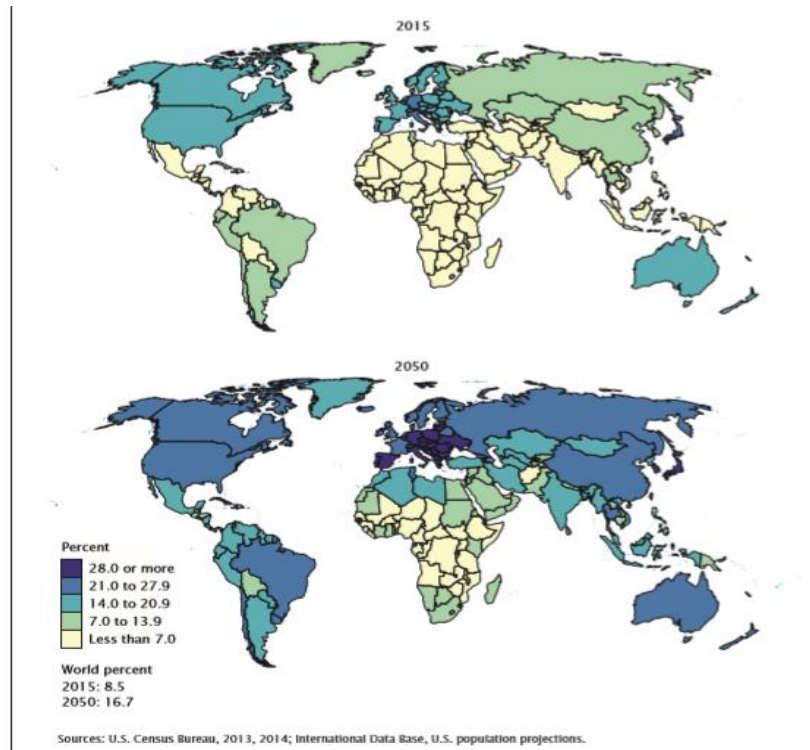 2015
2050
Percent
28.0 or more
21.0 to 27.9
14.0 to 20.9
7.0 to 13.9
Less than 7.0
World percent
2015: 8.5
2050: 16.7
Sources: U.S. Census Bureau, 2013, 2014; International Data Base, U.S. population projections.